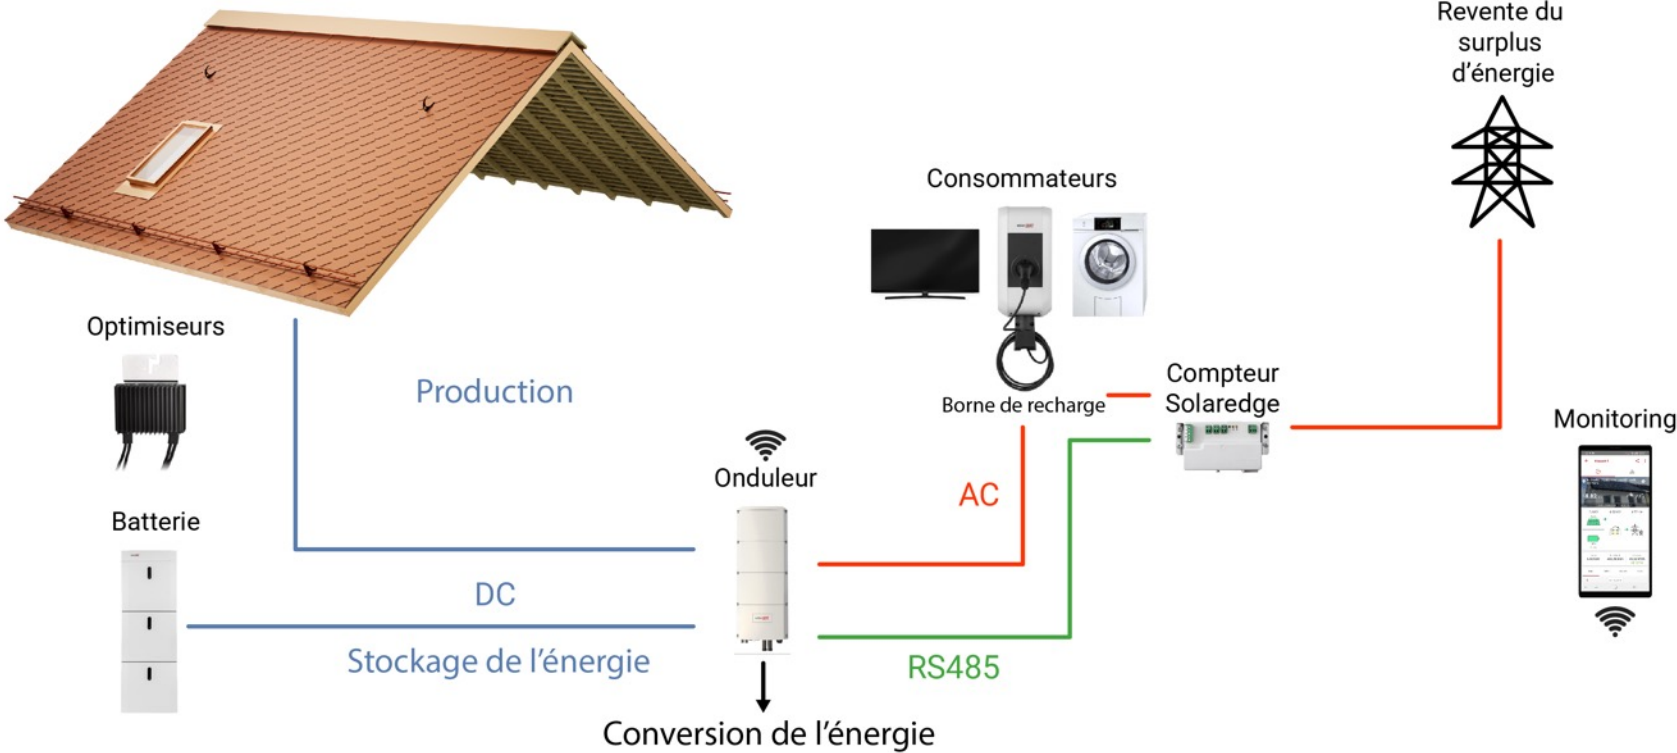 Revente du
surplus
d’énergie
Consommateurs
Optimiseurs
Production
Borne de recharge
Compteur
Solaredge
Monitoring
Onduleur
AC
Batterie
DC
Stockage de l’énergie
RS485
Conversion de l’énergie